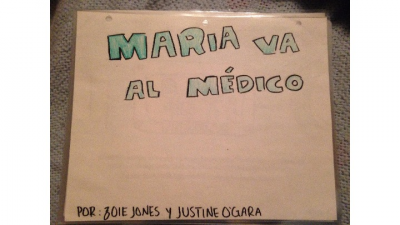 MARIA VA
AL MÉDICO
POR: ZOIE JONES Y JUSTINE O'GARA